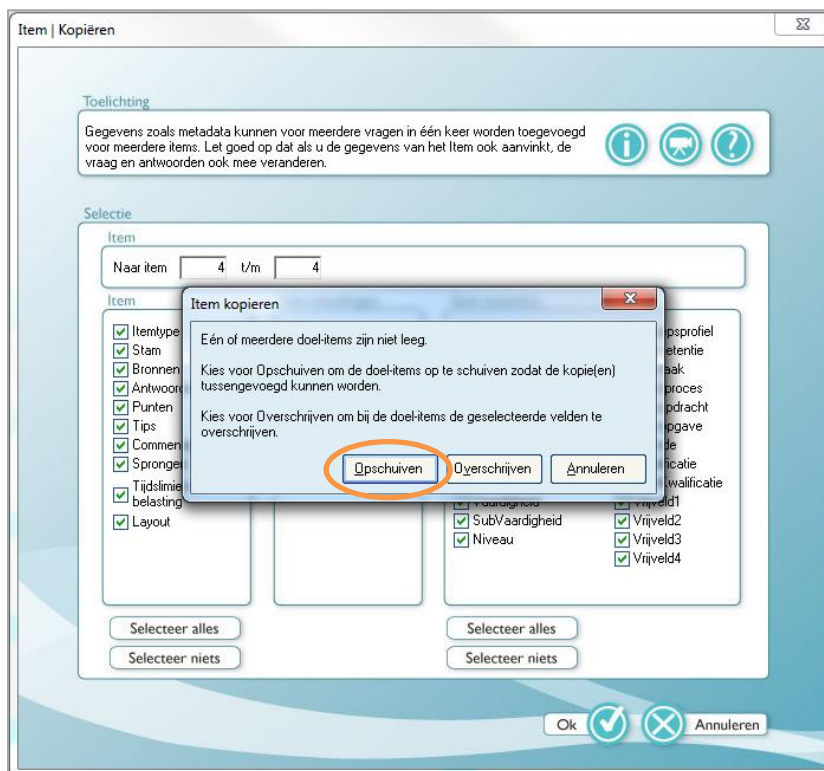 Item | Kopiëren
Toelichting
Gegevens zoals metadata kunnen voor meerdere vragen in één keer worden toegevoegd
voor meerdere items. Let goed op dat als u de gegevens van het Item ook aanvinkt, de
vraag en antwoorden ook mee veranderen.
Selectie
Item
Naar item 4 t/m 4
Item
Itemtype
Stam
Bronnen
Antwoord
Punten
Tips
Commen
Spronge
Tijdslimie
belasting
Layout
Item kopieren
Eén of meerdere doel-items zijn niet leeg.
Kies voor Opschuiven om de doel-items op te schuiven zodat de kopie(en)
tussengevoegd kunnen worden.
Kies voor Overschrijven om bij de doel-items de geselecteerde velden te
overschrijven.
Opschuiven Overschrijven Annuleren
SubVaardigheid
Niveau
psprofiel
etentie
aak
proces
pdracht
pgave
de
icatie
walificatie
Vrijveld1
Vrijveld2
Vrijveld3
Vrijveld4
Selecteer alles
Selecteer niets
Selecteer alles
Selecteer niets
Ok
Annuleren